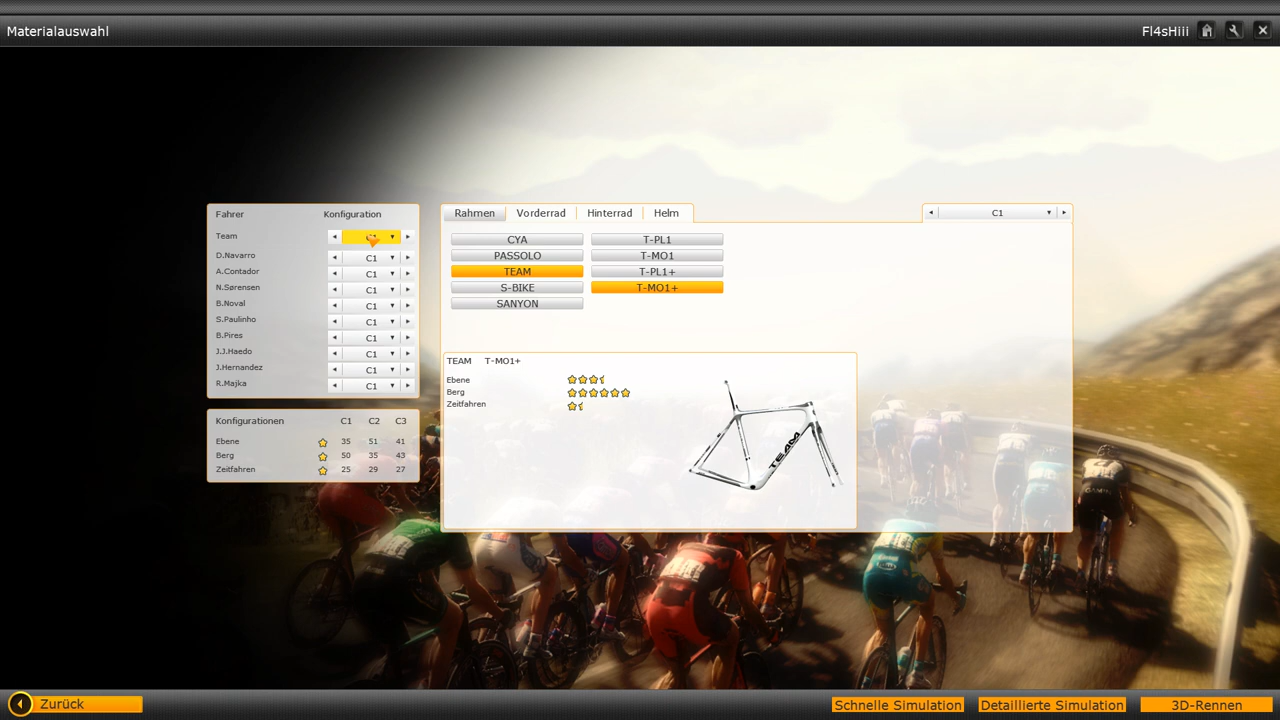 Materialauswahl
Fl4sHiii
Fahrer Konfiguration
Team
D.Navarro C1
A.Contador C1
N.Sørensen C1
B.Noval C1
S.Paulinho C1
B.Pires C1
J.J.Haedo C1
J.Hernandez C1
R.Majka C1
Konfigurationen C1 C2 C3
Ebene 35 51 41
Berg 50 35 43
Zeitfahren 25 29 27
Rahmen Vorderrad Hinterrad Helm
C1
CYA T-PL1
PASSOLO T-MO1
TEAM T-PL1+
S-BIKE T-MO1+
SANYON
TEAM T-MO1+
Ebene
Berg
Zeitfahren
TEAM
Zurück
Schnelle Simulation
Detaillierte Simulation
3D-Rennen